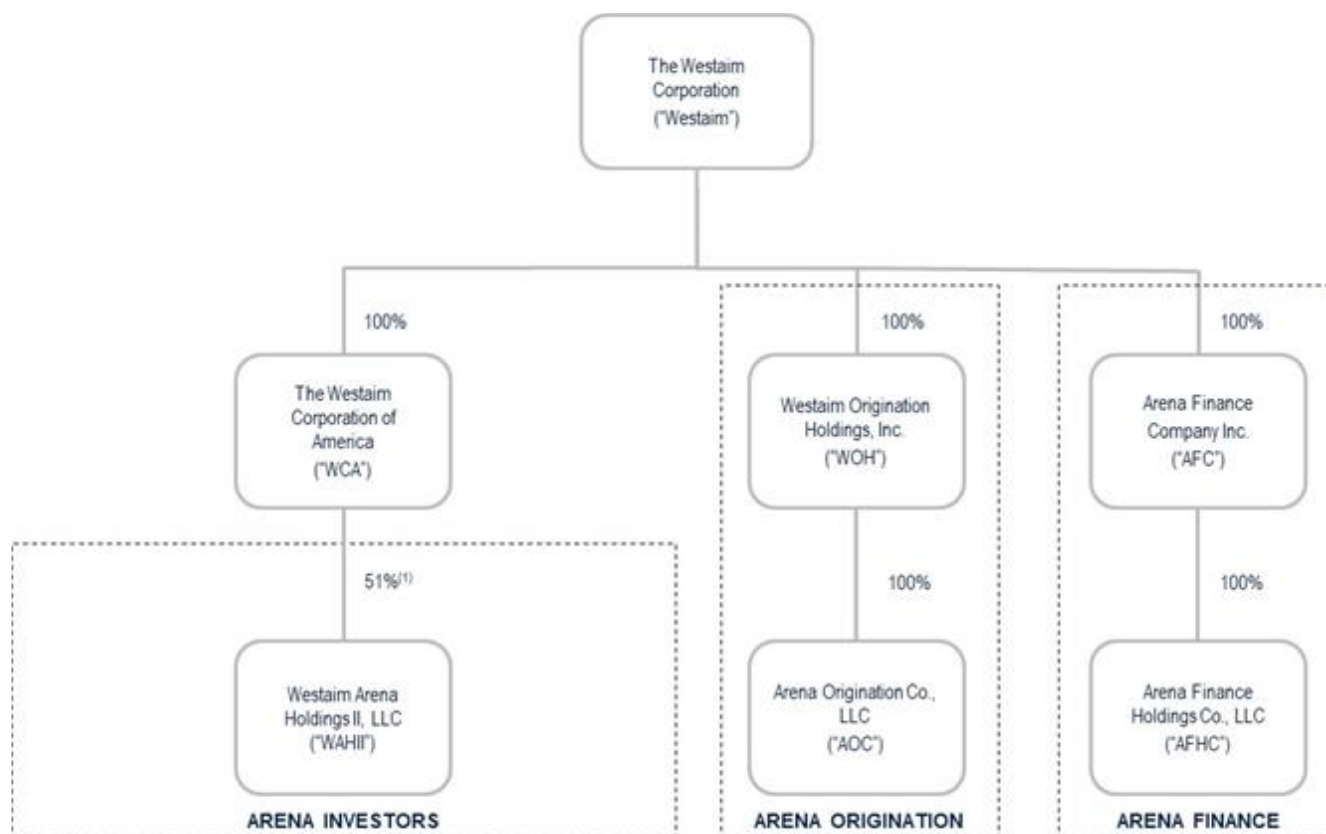 The Westaim
Corporation
("Westaim")
100%
100%
100%
The Westaim
Corporation of
America
("WCA")
Westaim Origination
Holdings, Inc.
("WOH")
Arena Finance
Company Inc.
("AFC")
51%(1)
100%
100%
Westaim Arena
Holdings II, LLC
("WAHII")
Arena Origination Co.,
LLC
("AOC")
Arena Finance
Holdings Co., LLC
("AFHC")
ARENA INVESTORS
ARENA ORIGINATION
ARENA FINANCE